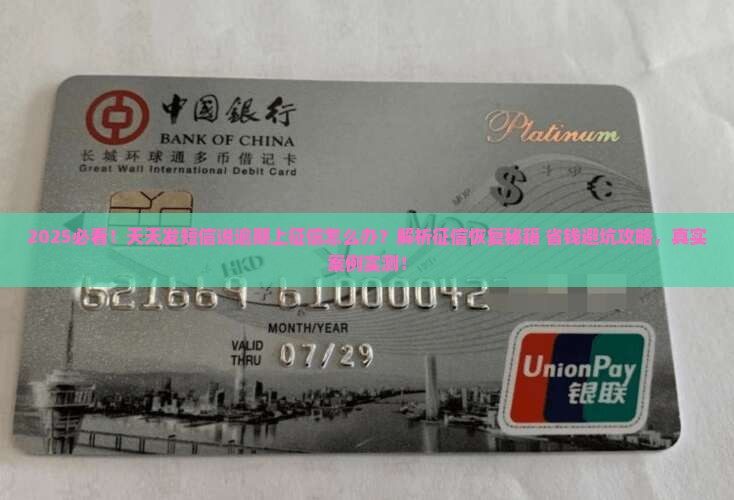 中国银行
BANK OF CHINA
长城环球通多币借记卡
Great Wall International Debit Card
Platinum
MOP
$
€
2025必看！天天发短信说逾期上征信怎么办？解析征信恢复秘籍 省钱避坑攻略，真实
案例实测！
HKD
621669 61000042
MONTH/YEAR
VALID
THRU
07/29
UnionPay
银联